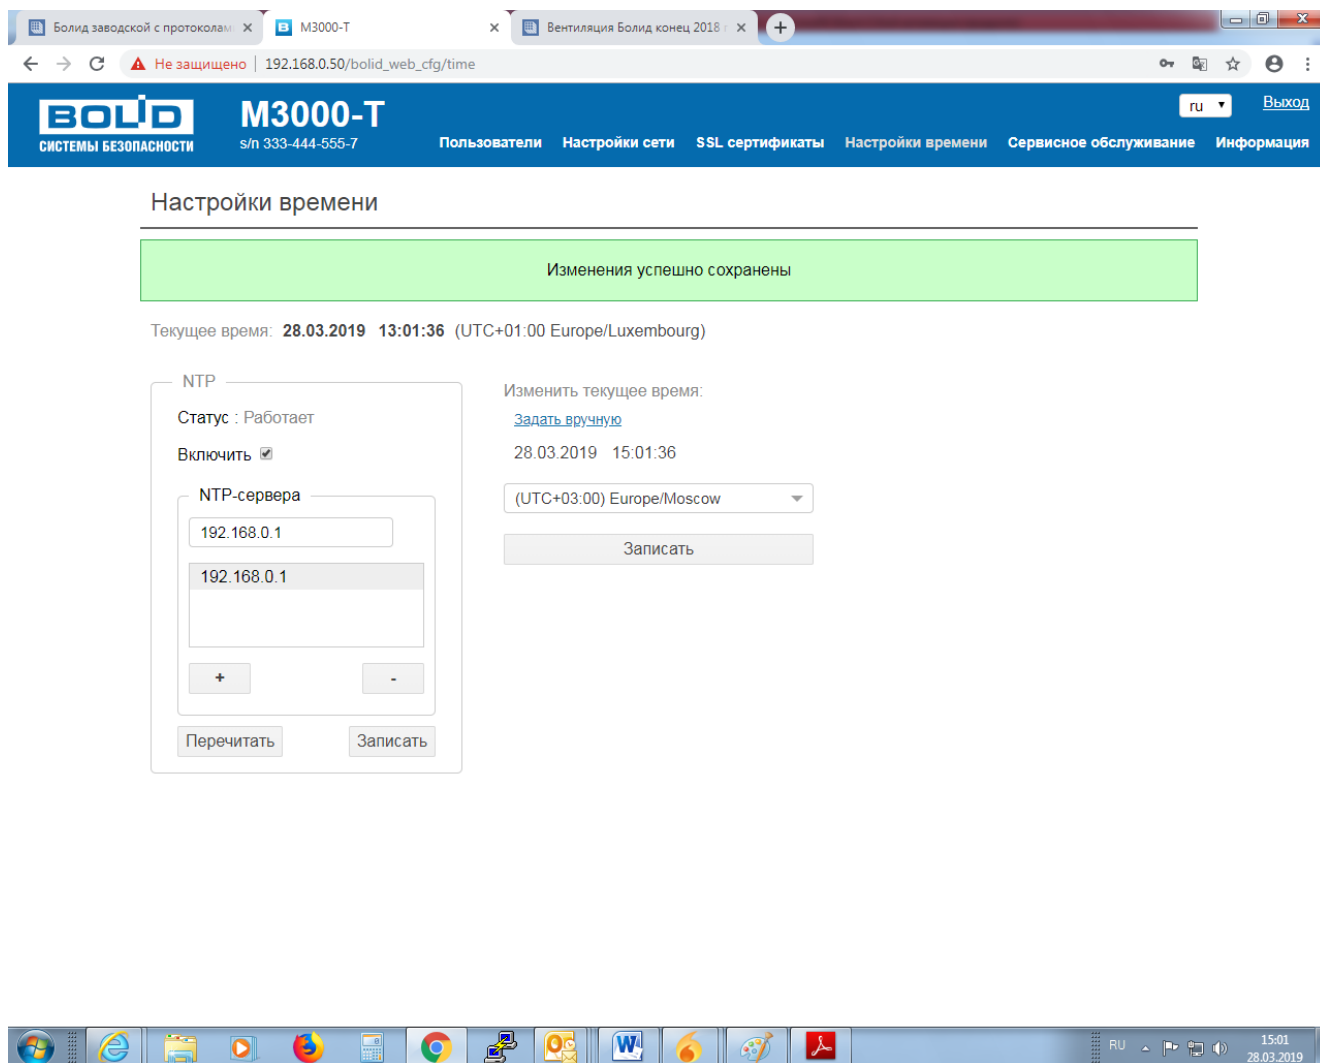 Болид заводской с протоколам
M3000-T
Вентиляция Болид конец 2018 г
Не защищено | 192.168.0.50/bolid_web_cfg/time
BOLID
СИСТЕМЫ БЕЗОПАСНОСТИ
M3000-T
s/n 333-444-555-7
ru
Выход
Пользователи Настройки сети SSL сертификаты Настройки времени Сервисное обслуживание Информация
Настройки времени
Изменения успешно сохранены
Текущее время: 28.03.2019 13:01:36 (UTC+01:00 Europe/Luxembourg)
NTP
Статус : Работает
Включить
NTP-сервера
192.168.0.1
192.168.0.1
+ -
Перечитать Записать
Изменить текущее время:
Задать вручную
28.03.2019 15:01:36
(UTC+03:00) Europe/Moscow
Записать
RU
15:01
28.03.2019